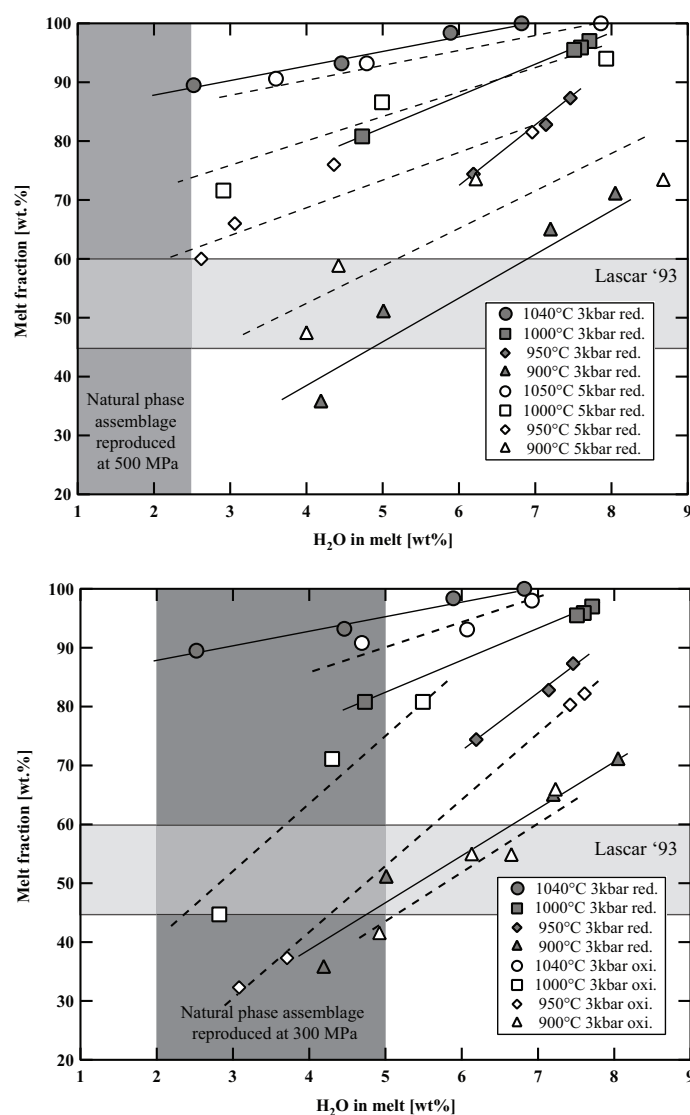 100
90
80
70
60
50
40
30
20
Melt fraction [wt.%]
Lascar ‘93
1040°C 3kbar red.
1000°C 3kbar red.
950°C 3kbar red.
900°C 3kbar red.
1050°C 5kbar red.
1000°C 5kbar red.
950°C 5kbar red.
900°C 5kbar red.
Natural phase
assemblage
reproduced
at 500 MPa
1 2 3 4 5 6 7 8 9
H₂O in melt [wt%]
100
90
80
70
60
50
40
30
20
Melt fraction [wt.%]
Lascar ‘93
1040°C 3kbar red.
1000°C 3kbar red.
950°C 3kbar red.
900°C 3kbar red.
1040°C 3kbar oxi.
1000°C 3kbar oxi.
950°C 3kbar oxi.
900°C 3kbar oxi.
Natural phase assemblage
reproduced at 300 MPa
1 2 3 4 5 6 7 8 9
H₂O in melt [wt%]